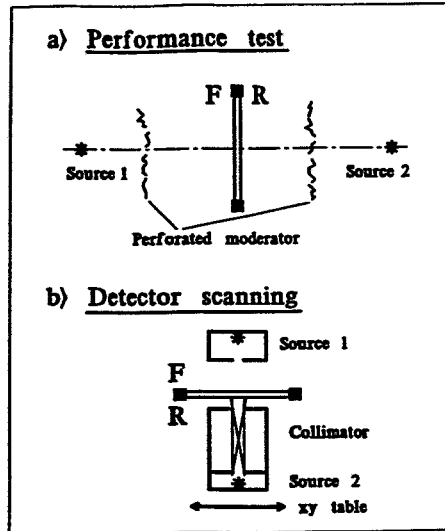 a) Performance test
F R
Source 1
Source 2
Perforated moderator
b) Detector scanning
Source 1
F
R
Collimator
Source 2
xy table